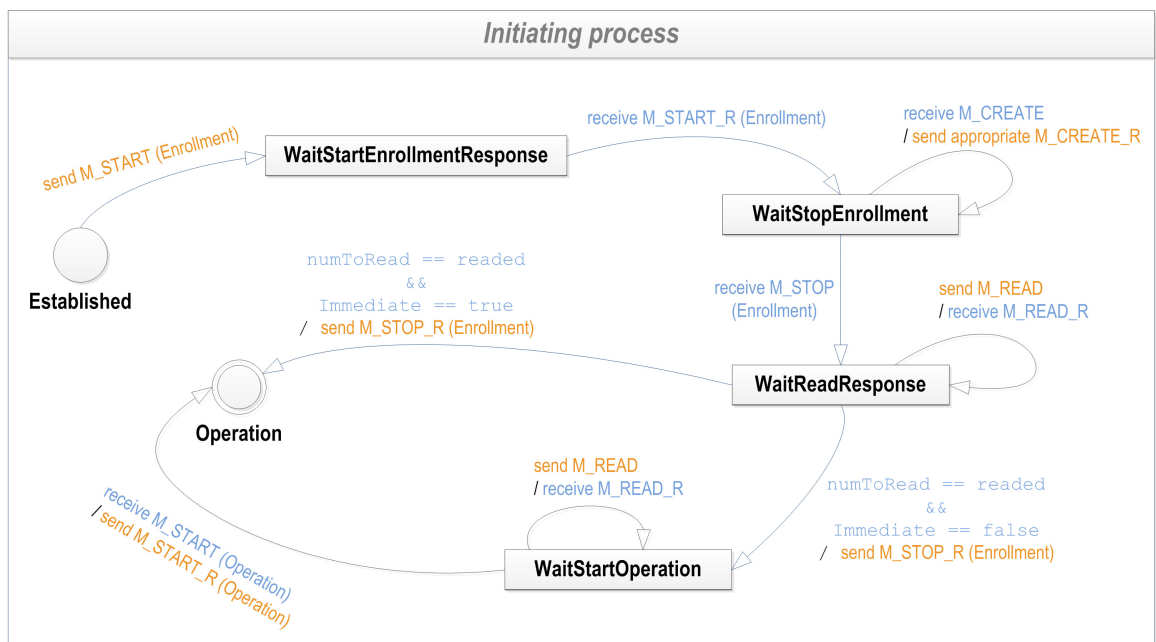 Initiating process
send M_START (Enrollment)
WaitStartEnrollmentResponse
receive M_START_R (Enrollment)
receive M_CREATE
/ send appropriate M_CREATE_R
WaitStopEnrollment
Established
numToRead == readed
&&
Immediate == true
/ send M_STOP_R (Enrollment)
receive M_STOP
(Enrollment)
send M_READ
/ receive M_READ_R
WaitReadResponse
Operation
send M_READ
/ receive M_READ_R
numToRead == readed
&&
Immediate == false
/ send M_STOP_R (Enrollment)
receive M_START (Operation)
/ send M_START_R (Operation)
WaitStartOperation